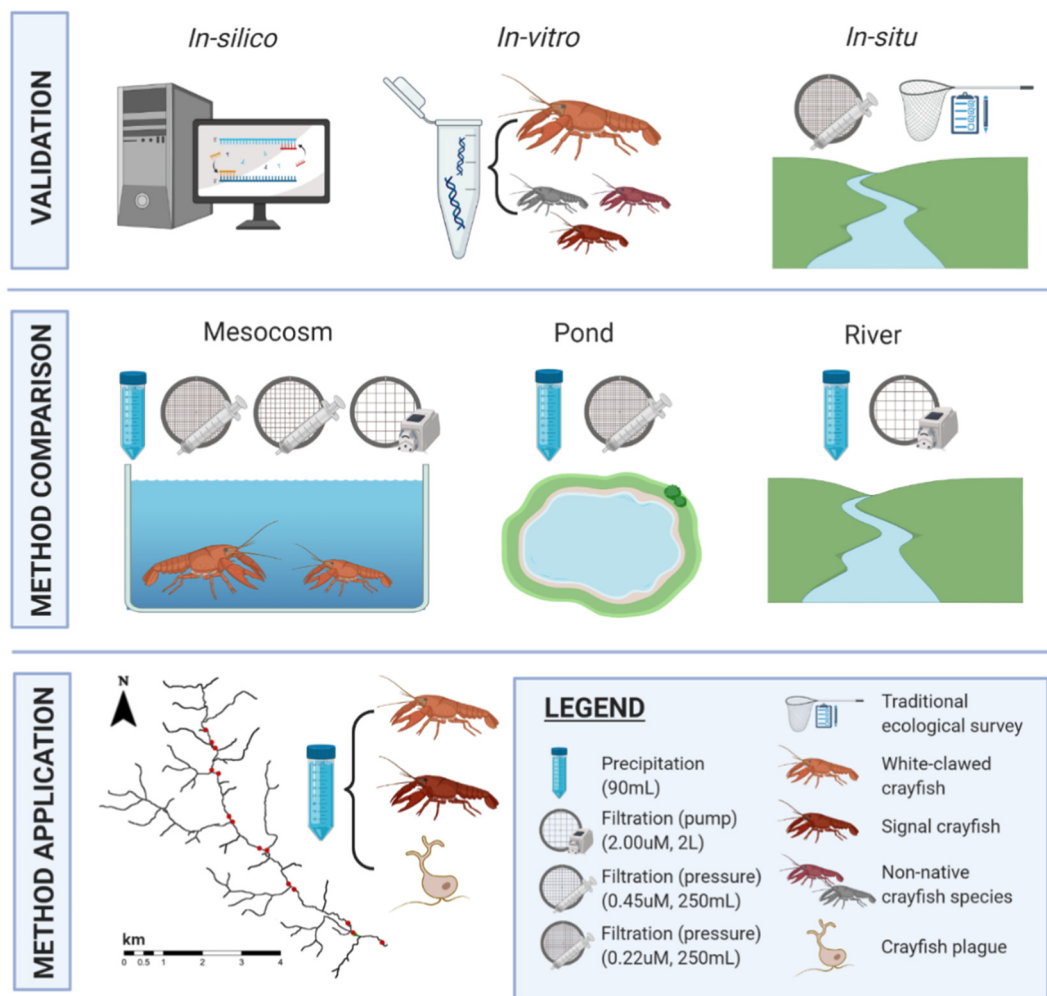 VALIDATION
In-silico
In-vitro
In-situ
METHOD COMPARISON
Mesocosm
Pond
River
METHOD APPLICATION
N
km
0 0.5 1 2 3 4
LEGEND
Precipitation
(90mL)
Filtration (pump)
(2.00uM, 2L)
Filtration (pressure)
(0.45uM, 250mL)
Filtration (pressure)
(0.22uM, 250mL)
Traditional
ecological survey
White-clawed
crayfish
Signal crayfish
Non-native
crayfish species
Crayfish plague